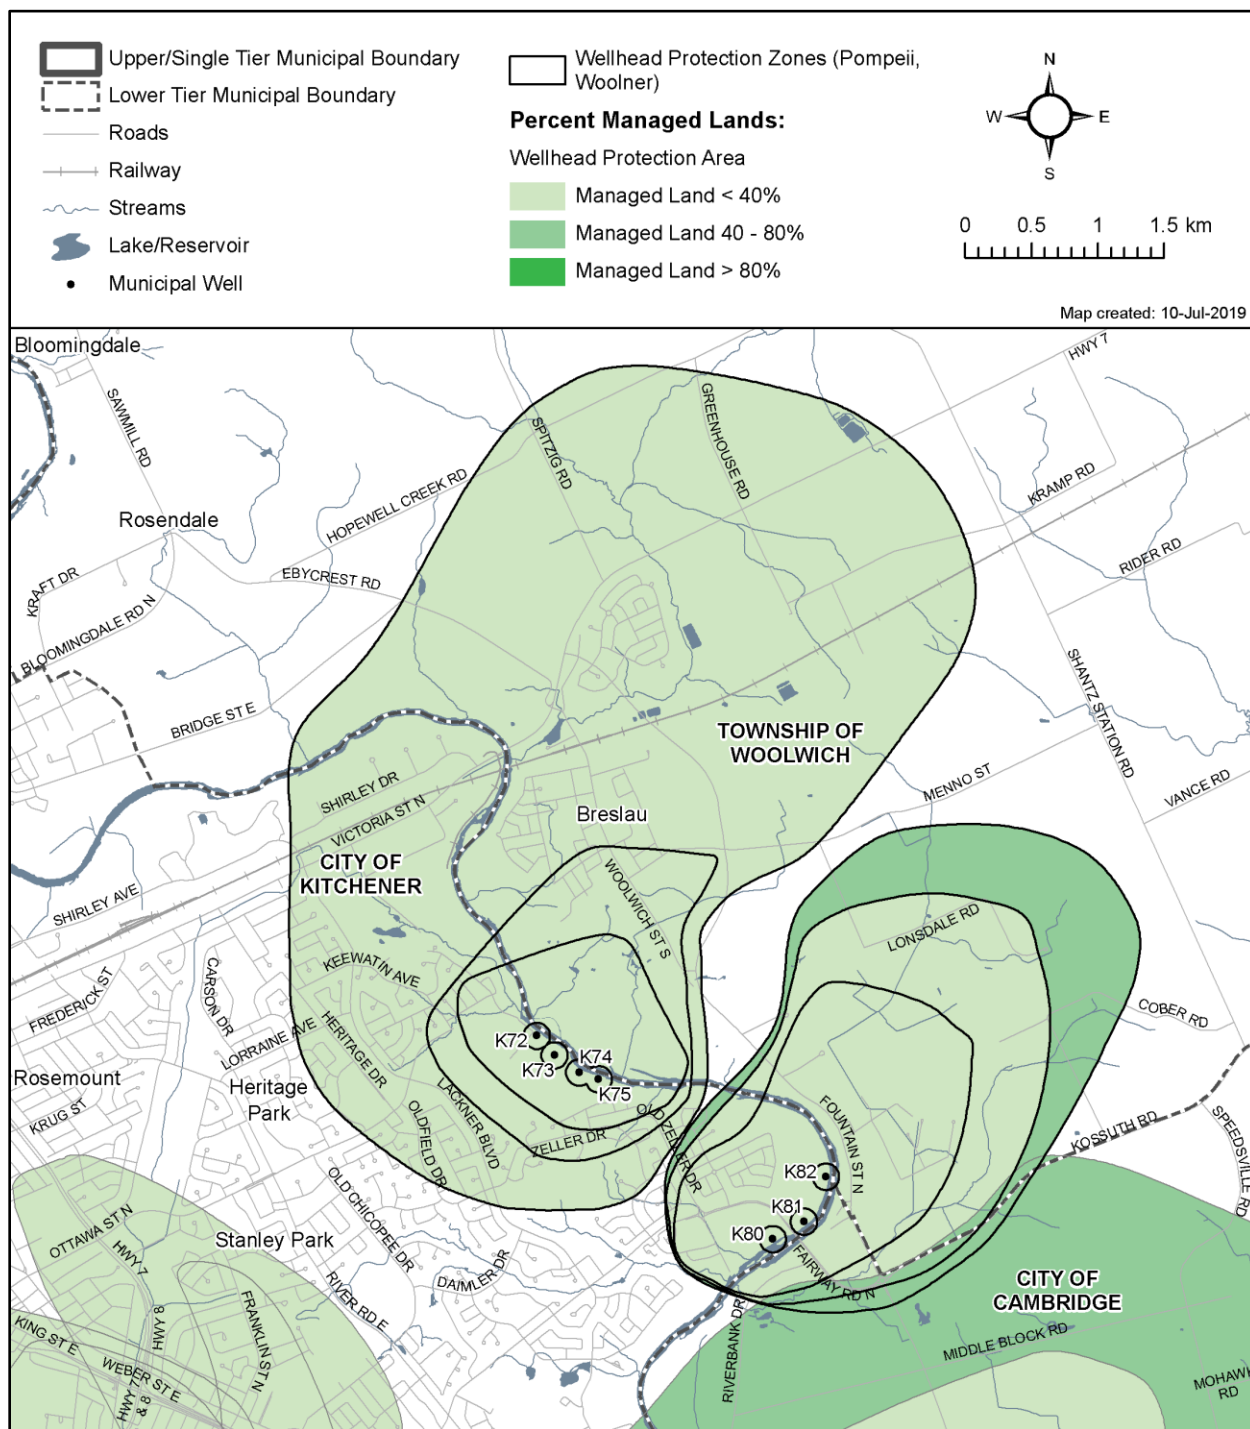 Upper/Single Tier Municipal Boundary
Lower Tier Municipal Boundary
Roads
Railway
Streams
Lake/Reservoir
Municipal Well
Wellhead Protection Zones (Pompeii,
Woolner)
Percent Managed Lands:
Wellhead Protection Area
Managed Land < 40%
Managed Land 40 - 80%
Managed Land > 80%
N
W
E
S
0 0.5 1 1.5 km
Map created: 10-Jul-2019
Bloomingdale
HWY 7
SAWMILL RD
SPITZIG RD
GREENHOUSE RD
HOPEWELL CREEK RD
KRAMP RD
Rosendale
RIDER RD
KRAFT DR
EBYCREST RD
BLOOMINGDALE RD N
BRIDGE ST E
SHANTZ STATION RD
TOWNSHIP OF
WOOLWICH
SHIRLEY DR
MENNO ST
VANCE RD
VICTORIA ST N
Breslau
CITY OF
KITCHENER
SHIRLEY AVE
WOOLWICH ST S
LONSDALE RD
KEEWATIN AVE
CARSON DR
FREDERICK ST
COBER RD
LORRAINE AVE
HERITAGE DR
K72
K73
K74
K75
Rosemount
Heritage
Park
KRUG ST
LACKNER BLVD
OLDFIELD DR
ZELLER DR
OLD ZELLER DR
FOUNTAIN ST N
KOSSUTH RD
SPEEDSVILLE RD
K82
K81
K80
OTTAWA ST N
HWY 7
Stanley Park
OLD CHICOPEE DR
DAIMLER DR
RIVER RD E
FAIRWAY RD N
RIVERBANK DR
CITY OF
CAMBRIDGE
MIDDLE BLOCK RD
MOHAWK
RD
HWY 8
FRANKLIN ST N
KING ST E
WEBER ST E
HWY 7
& 8